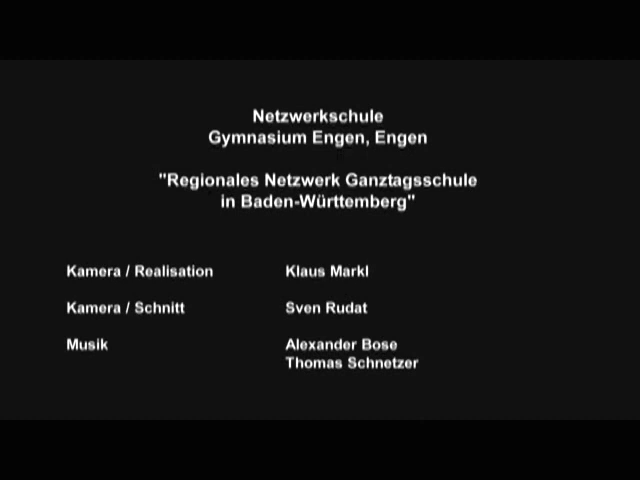 Netzwerkschule
Gymnasium Engen, Engen
"Regionales Netzwerk Ganztagsschule
in Baden-Württemberg"
Kamera / Realisation Klaus Markl
Kamera / Schnitt Sven Rudat
Musik Alexander Bose
Thomas Schnetzer